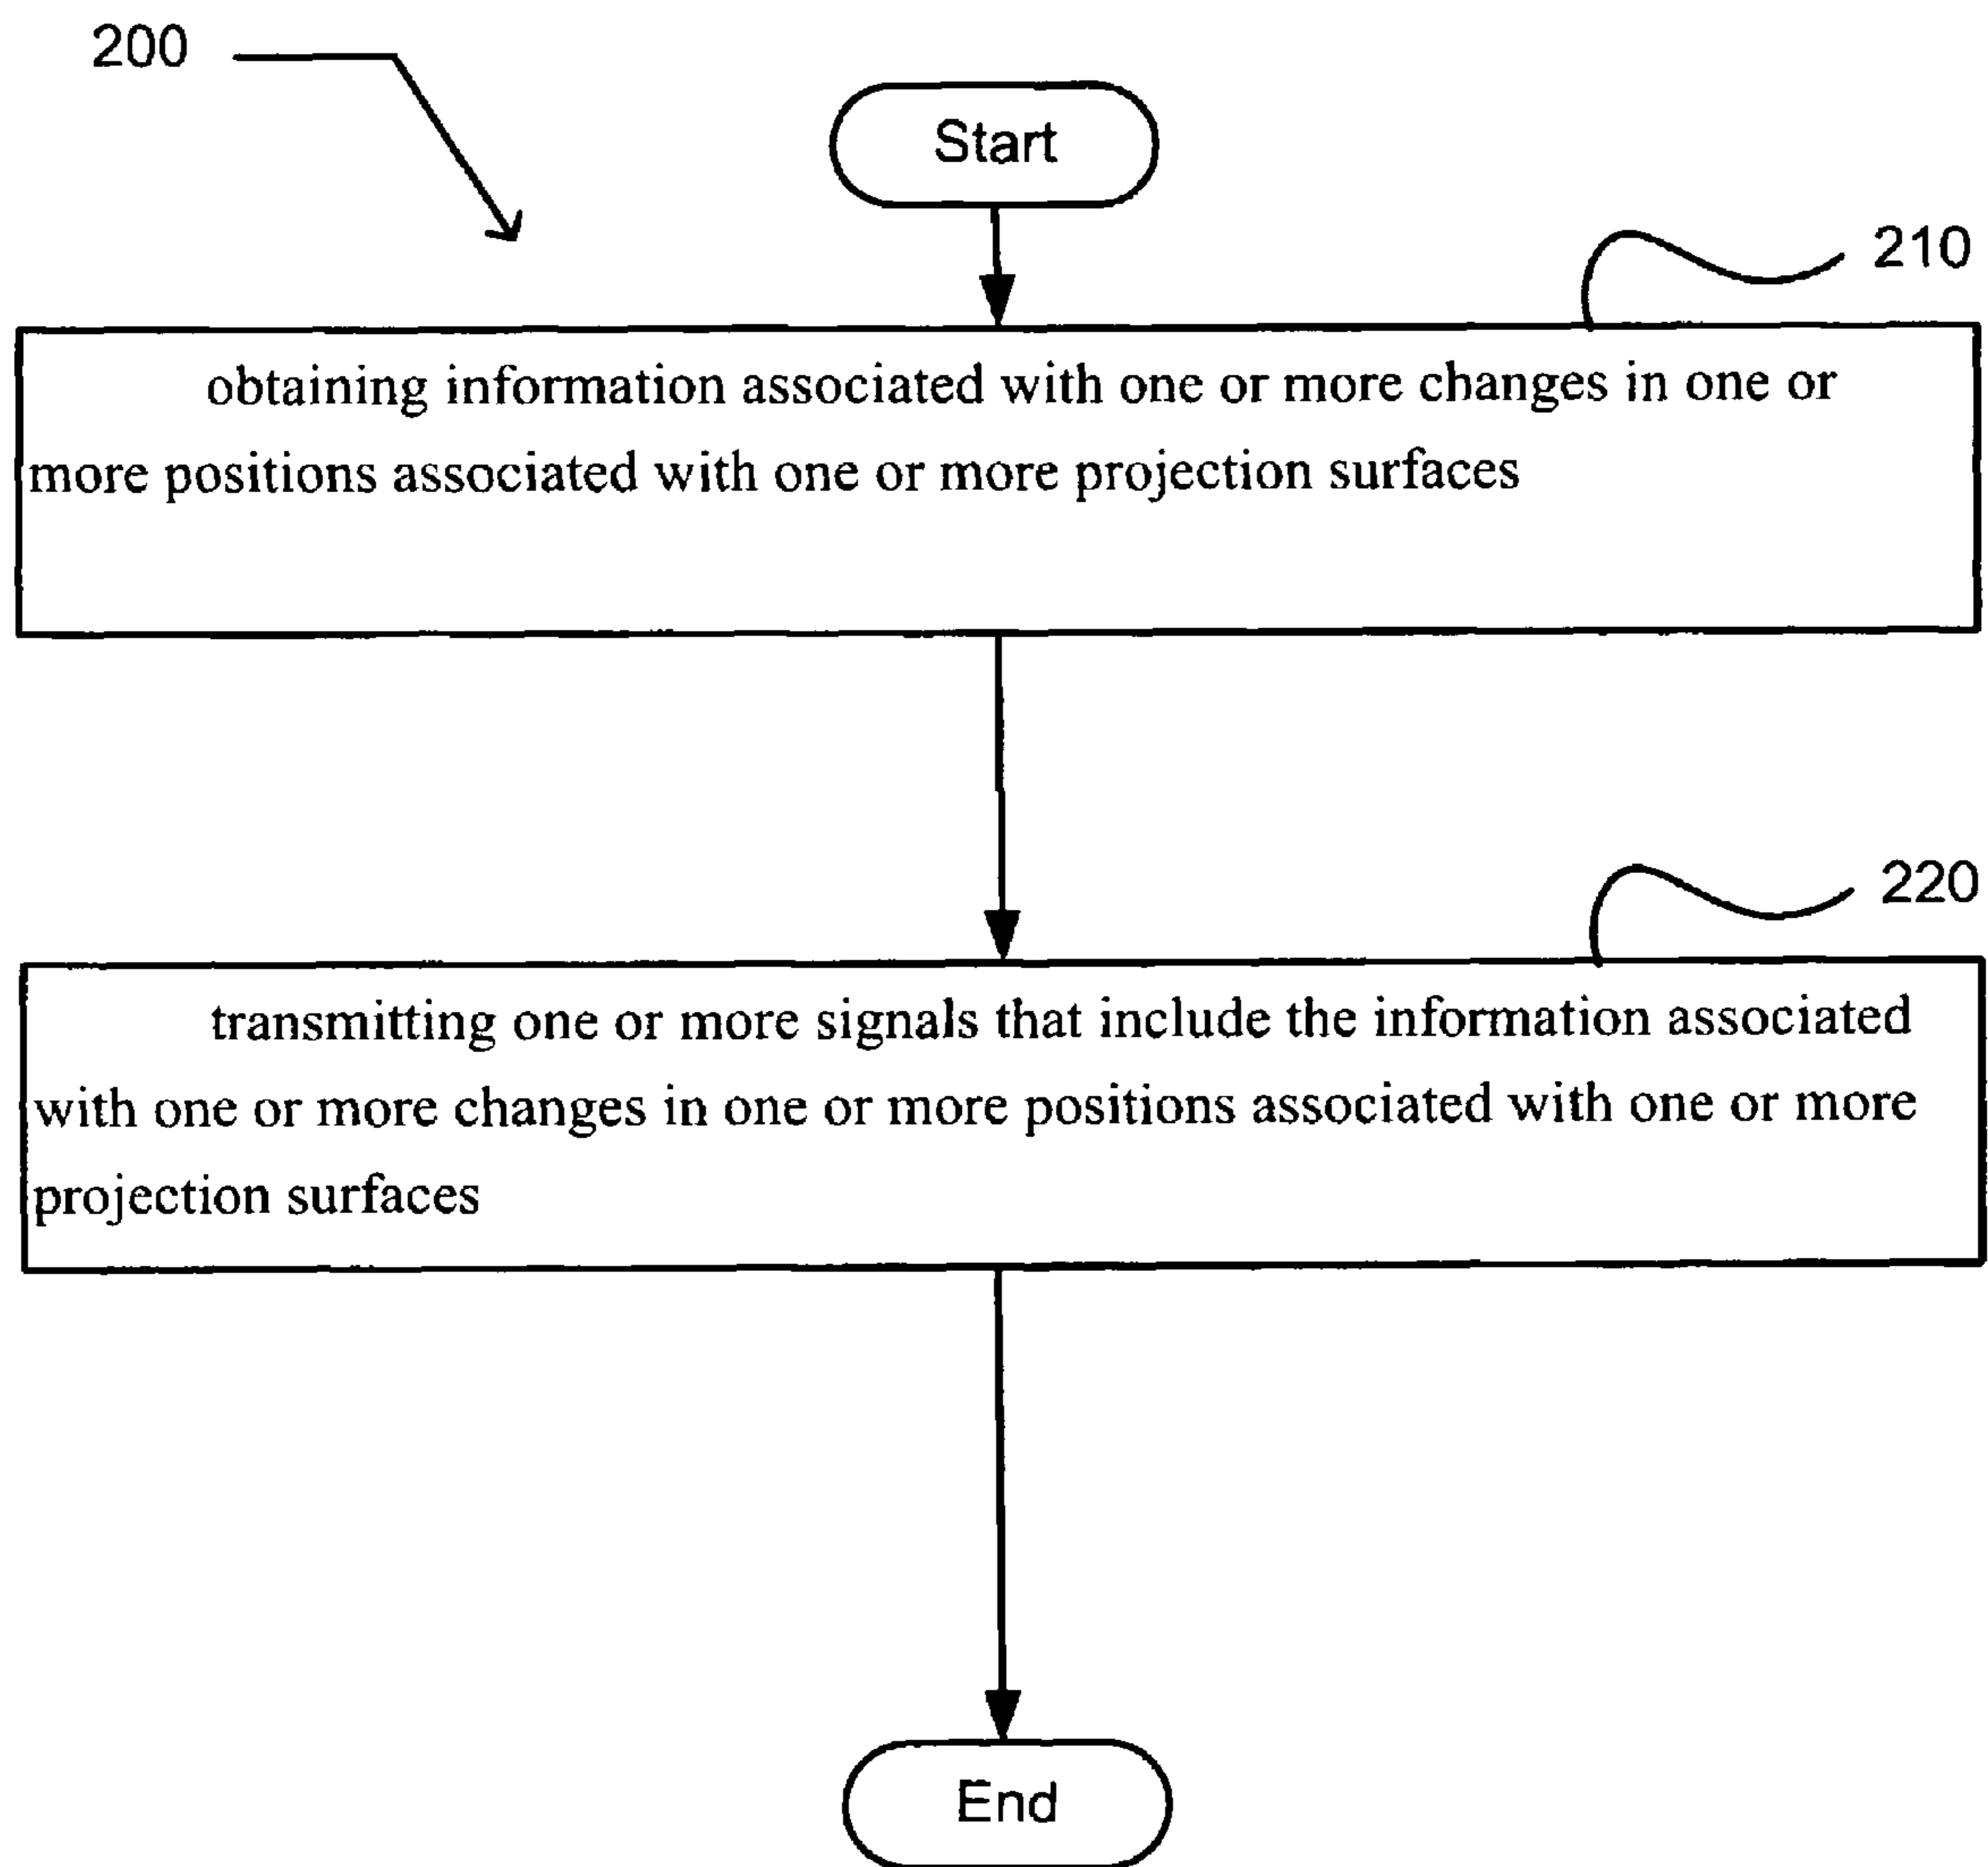 200
Start
210
obtaining information associated with one or more changes in one or
more positions associated with one or more projection surfaces
220
transmitting one or more signals that include the information associated
with one or more changes in one or more positions associated with one or more
projection surfaces
End